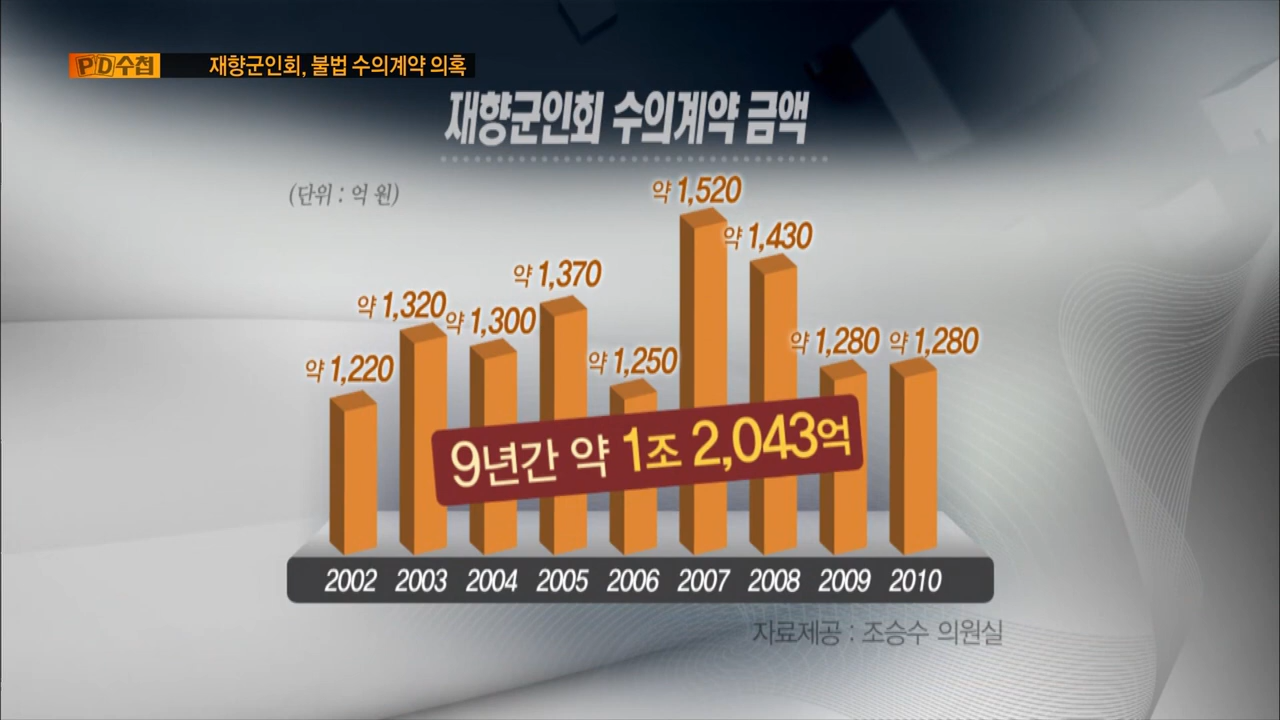 PD수첩 재향군인회, 불법 수의계약 의혹
재향군인회 수의계약 금액
(단위 : 억 원)
약 1,220
약 1,320
약 1,300
약 1,370
약 1,250
약 1,520
약 1,430
약 1,280
약 1,280
9년간 약 1조 2,043억
2002 2003 2004 2005 2006 2007 2008 2009 2010
자료제공 : 조승수 의원실